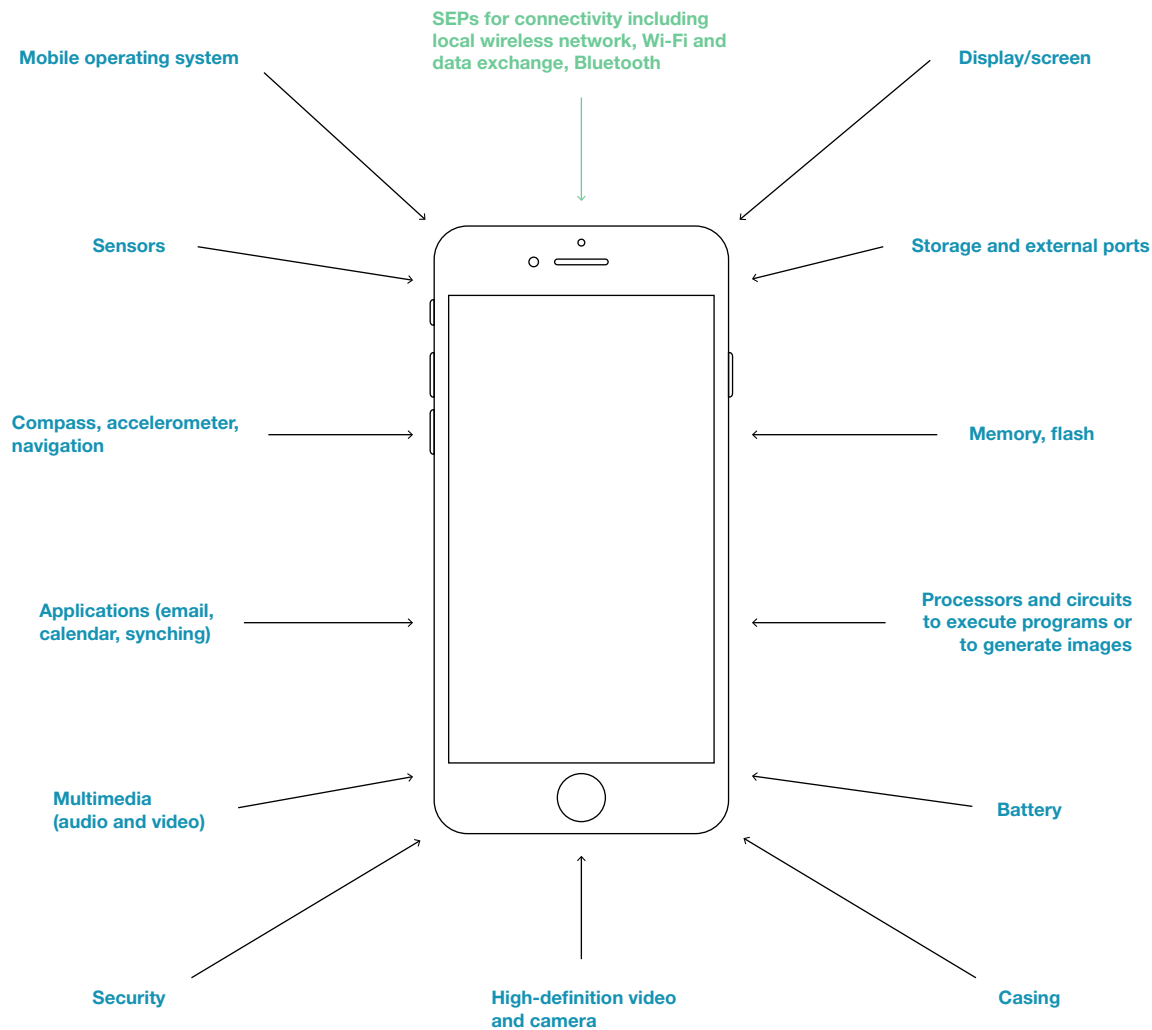 SEPs for connectivity including
local wireless network, Wi-Fi and
data exchange, Bluetooth
Mobile operating system
Display/screen
Sensors
Storage and external ports
Compass, accelerometer,
navigation
Memory, flash
Applications (email,
calendar, synching)
Processors and circuits
to execute programs or
to generate images
Multimedia
(audio and video)
Battery
Security
High-definition video
and camera
Casing